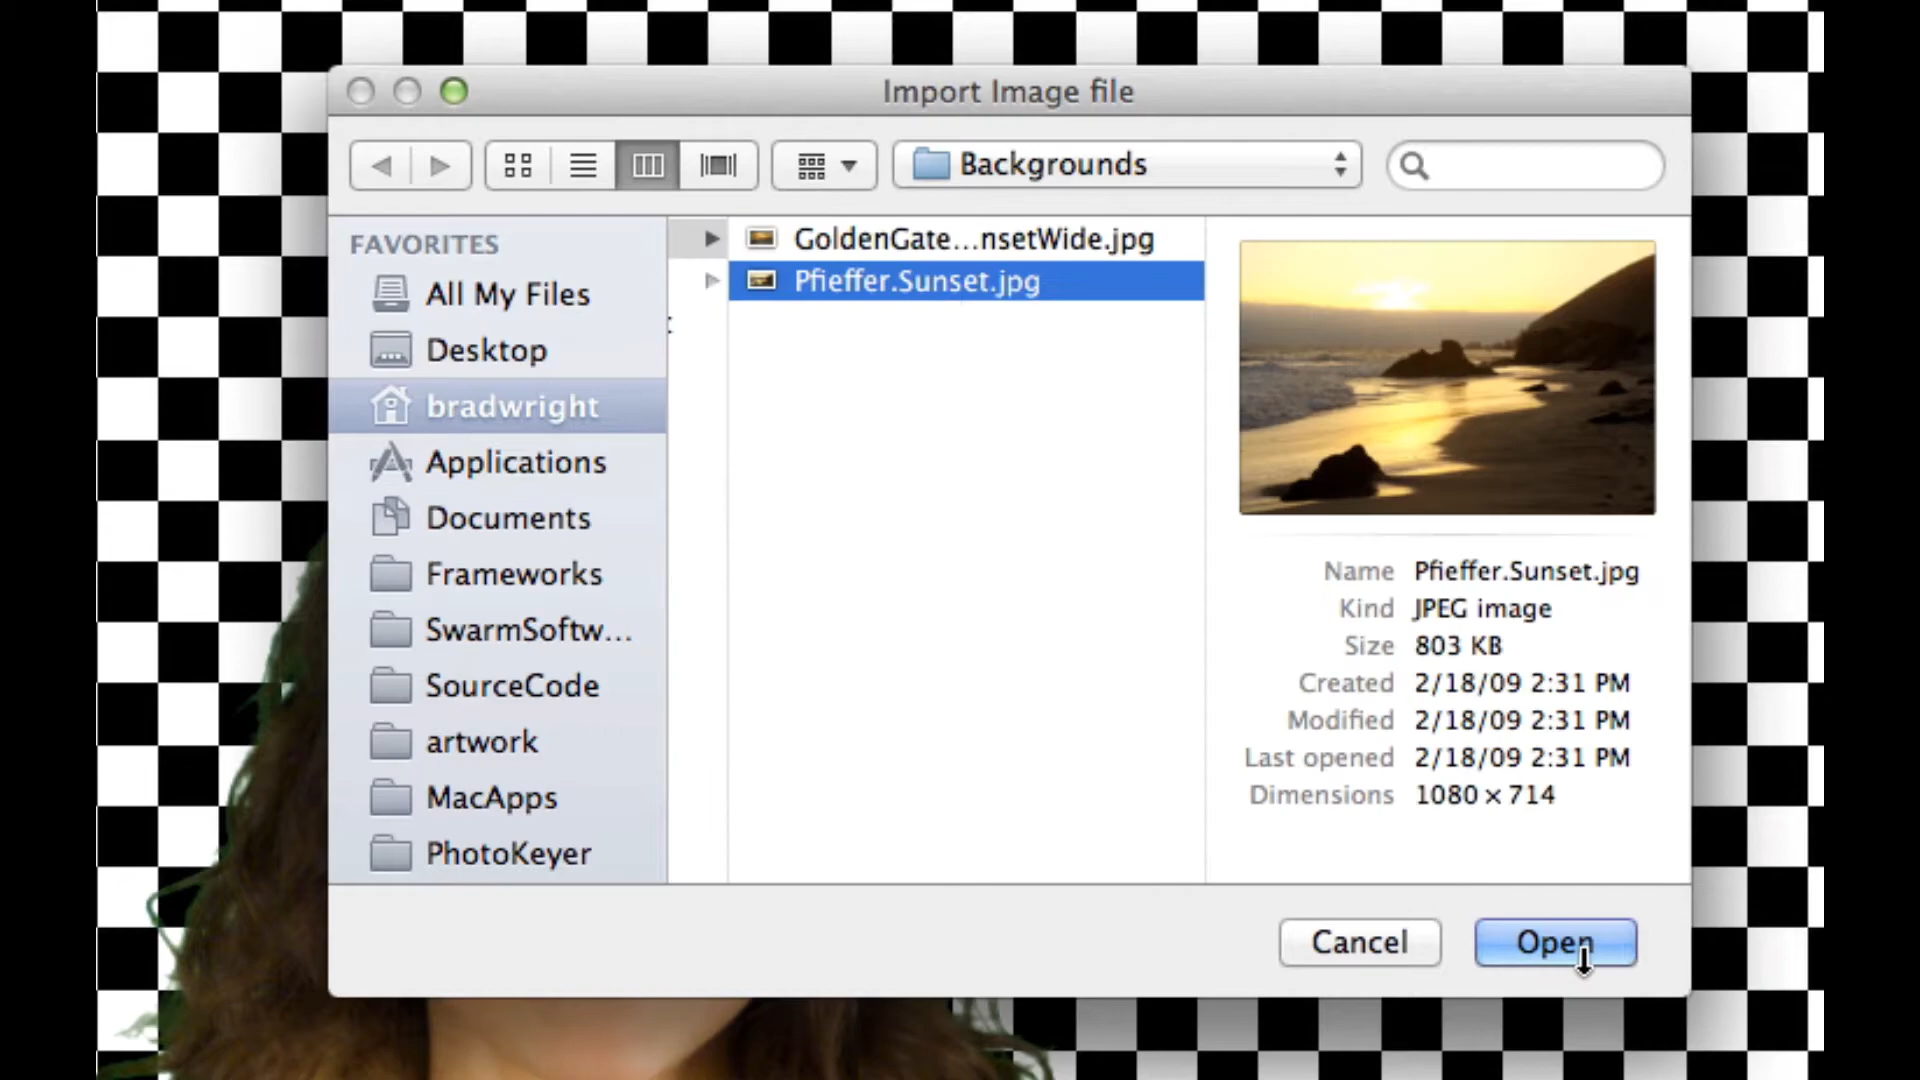 Import Image file
Backgrounds
FAVORITES
All My Files
Desktop
bradwright
Applications
Documents
Frameworks
SwarmSoftw...
SourceCode
artwork
MacApps
PhotoKeyer
GoldenGate...nsetWide.jpg
Pfieffer.Sunset.jpg
Name Pfieffer.Sunset.jpg
Kind JPEG image
Size 803 KB
Created 2/18/09 2:31 PM
Modified 2/18/09 2:31 PM
Last opened 2/18/09 2:31 PM
Dimensions 1080 × 714
Cancel
Open